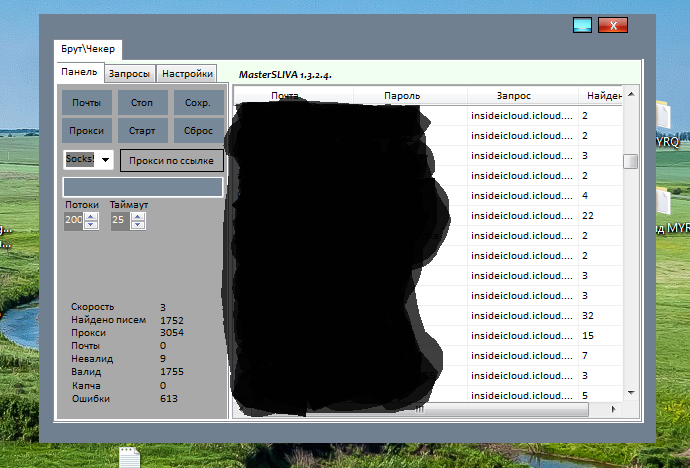 Брут\Чекер
Панель Запросы Настройки
MasterSLIVA 1.3.2.4.
Почты Стоп Сохр.
Прокси Старт Сброс
Socks! Прокси по ссылке
Потоки Таймаут
200 25
Скорость 3
Найдено писем 1752
Прокси 3054
Почты 0
Невалид 9
Валид 1755
Капча 0
Ошибки 613
Почта Пароль Запрос Найден
insideicloud.icloud.... 2
insideicloud.icloud.... 2
insideicloud.icloud.... 3
insideicloud.icloud.... 2
insideicloud.icloud.... 4
insideicloud.icloud.... 22
insideicloud.icloud.... 2
insideicloud.icloud.... 2
insideicloud.icloud.... 3
insideicloud.icloud.... 3
insideicloud.icloud.... 32
insideicloud.icloud.... 15
insideicloud.icloud.... 7
insideicloud.icloud.... 3
insideicloud.icloud.... 5
MYRQ